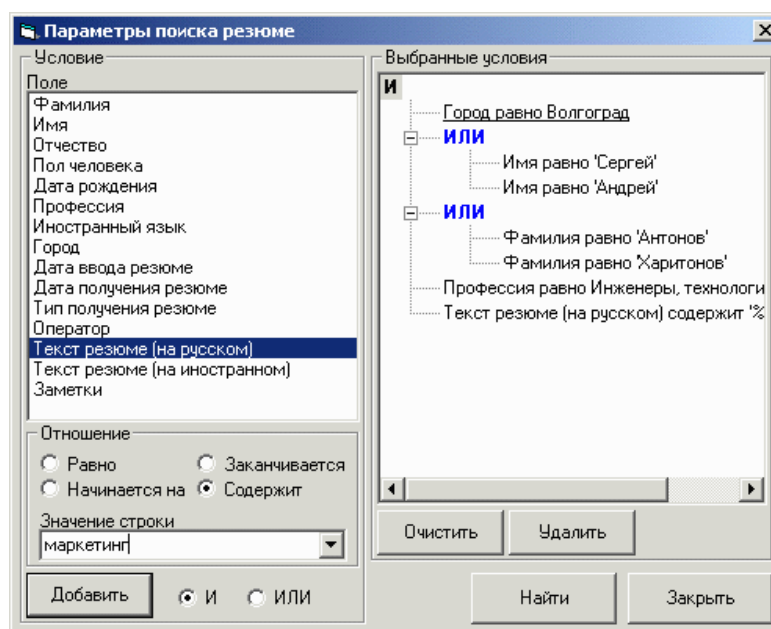 Параметры поиска резюме
Условие
Поле
Фамилия
Имя
Отчество
Пол человека
Дата рождения
Профессия
Иностранный язык
Город
Дата ввода резюме
Дата получения резюме
Тип получения резюме
Оператор
Текст резюме (на русском)
Текст резюме (на иностранном)
Заметки
Отношение
Равно
Заканчивается
Начинается на
Содержит
Значение строки
маркетинг
Добавить
И
ИЛИ
Выбранные условия
И
Город равно Волгоград
ИЛИ
Имя равно 'Сергей'
Имя равно 'Андрей'
ИЛИ
Фамилия равно 'Антонов'
Фамилия равно 'Харитонов'
Профессия равно Инженеры, технологи
Текст резюме (на русском) содержит '%
Очистить
Удалить
Найти
Закрыть